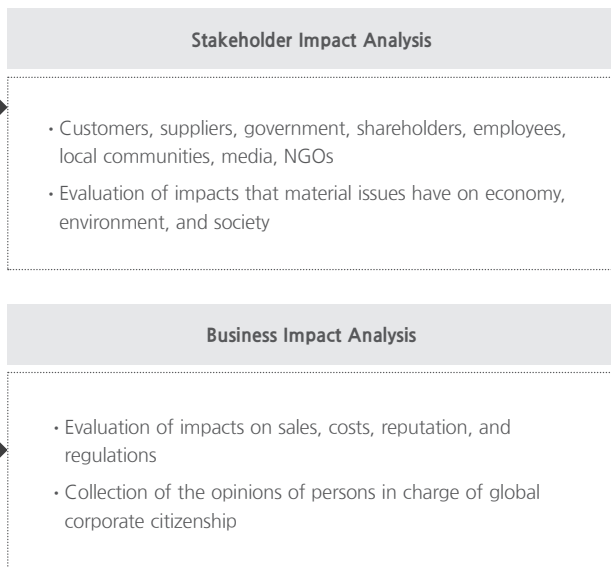 Stakeholder Impact Analysis
· Customers, suppliers, government, shareholders, employees,
local communities, media, NGOs
· Evaluation of impacts that material issues have on economy,
environment, and society
Business Impact Analysis
· Evaluation of impacts on sales, costs, reputation, and
regulations
· Collection of the opinions of persons in charge of global
corporate citizenship